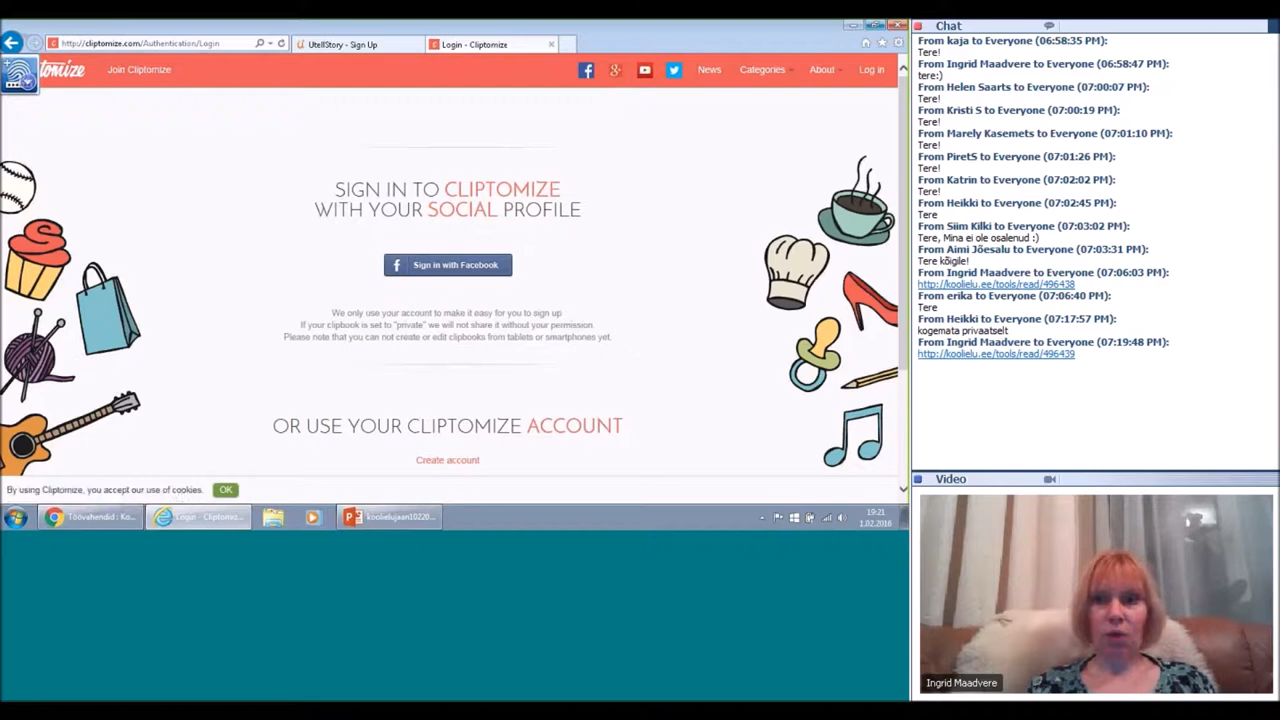 http://cliptomize.com/Authentication/Login
UtellStory - Sign Up
Login - Cliptomize
tomize
Join Cliptomize
News
Categories
About
Log in
SIGN IN TO CLIPTOMIZE
WITH YOUR SOCIAL PROFILE
Sign in with Facebook
We only use your account to make it easy for you to sign up
If your clipbook is set to "private" we will not share it without your permission.
Please note that you can not create or edit clipbooks from tablets or smartphones yet.
OR USE YOUR CLIPTOMIZE ACCOUNT
Create account
By using Cliptomize, you accept our use of cookies.
OK
Töövahendid : Ko...
Login - Cliptomiz...
koolielujaan10220...
19:21
1.02.2016
Chat
From kaja to Everyone (06:58:35 PM):
Tere!
From Ingrid Maadvere to Everyone (06:58:47 PM):
tere:)
From Helen Saarts to Everyone (07:00:07 PM):
Tere!
From Kristi S to Everyone (07:00:19 PM):
Tere!
From Marely Kasemets to Everyone (07:01:10 PM):
Tere!
From PiretS to Everyone (07:01:26 PM):
Tere!
From Katrin to Everyone (07:02:02 PM):
Tere!
From Heikki to Everyone (07:02:45 PM):
Tere
From Siim Kilki to Everyone (07:03:02 PM):
Tere, Mina ei ole osalenud :)
From Aimi Jõesalu to Everyone (07:03:31 PM):
Tere kõigile!
From Ingrid Maadvere to Everyone (07:06:03 PM):
http://koolielu.ee/tools/read/496438
From erika to Everyone (07:06:40 PM):
Tere
From Heikki to Everyone (07:17:57 PM):
kogemata privaatselt
From Ingrid Maadvere to Everyone (07:19:48 PM):
http://koolielu.ee/tools/read/496439
Video
Ingrid Maadvere